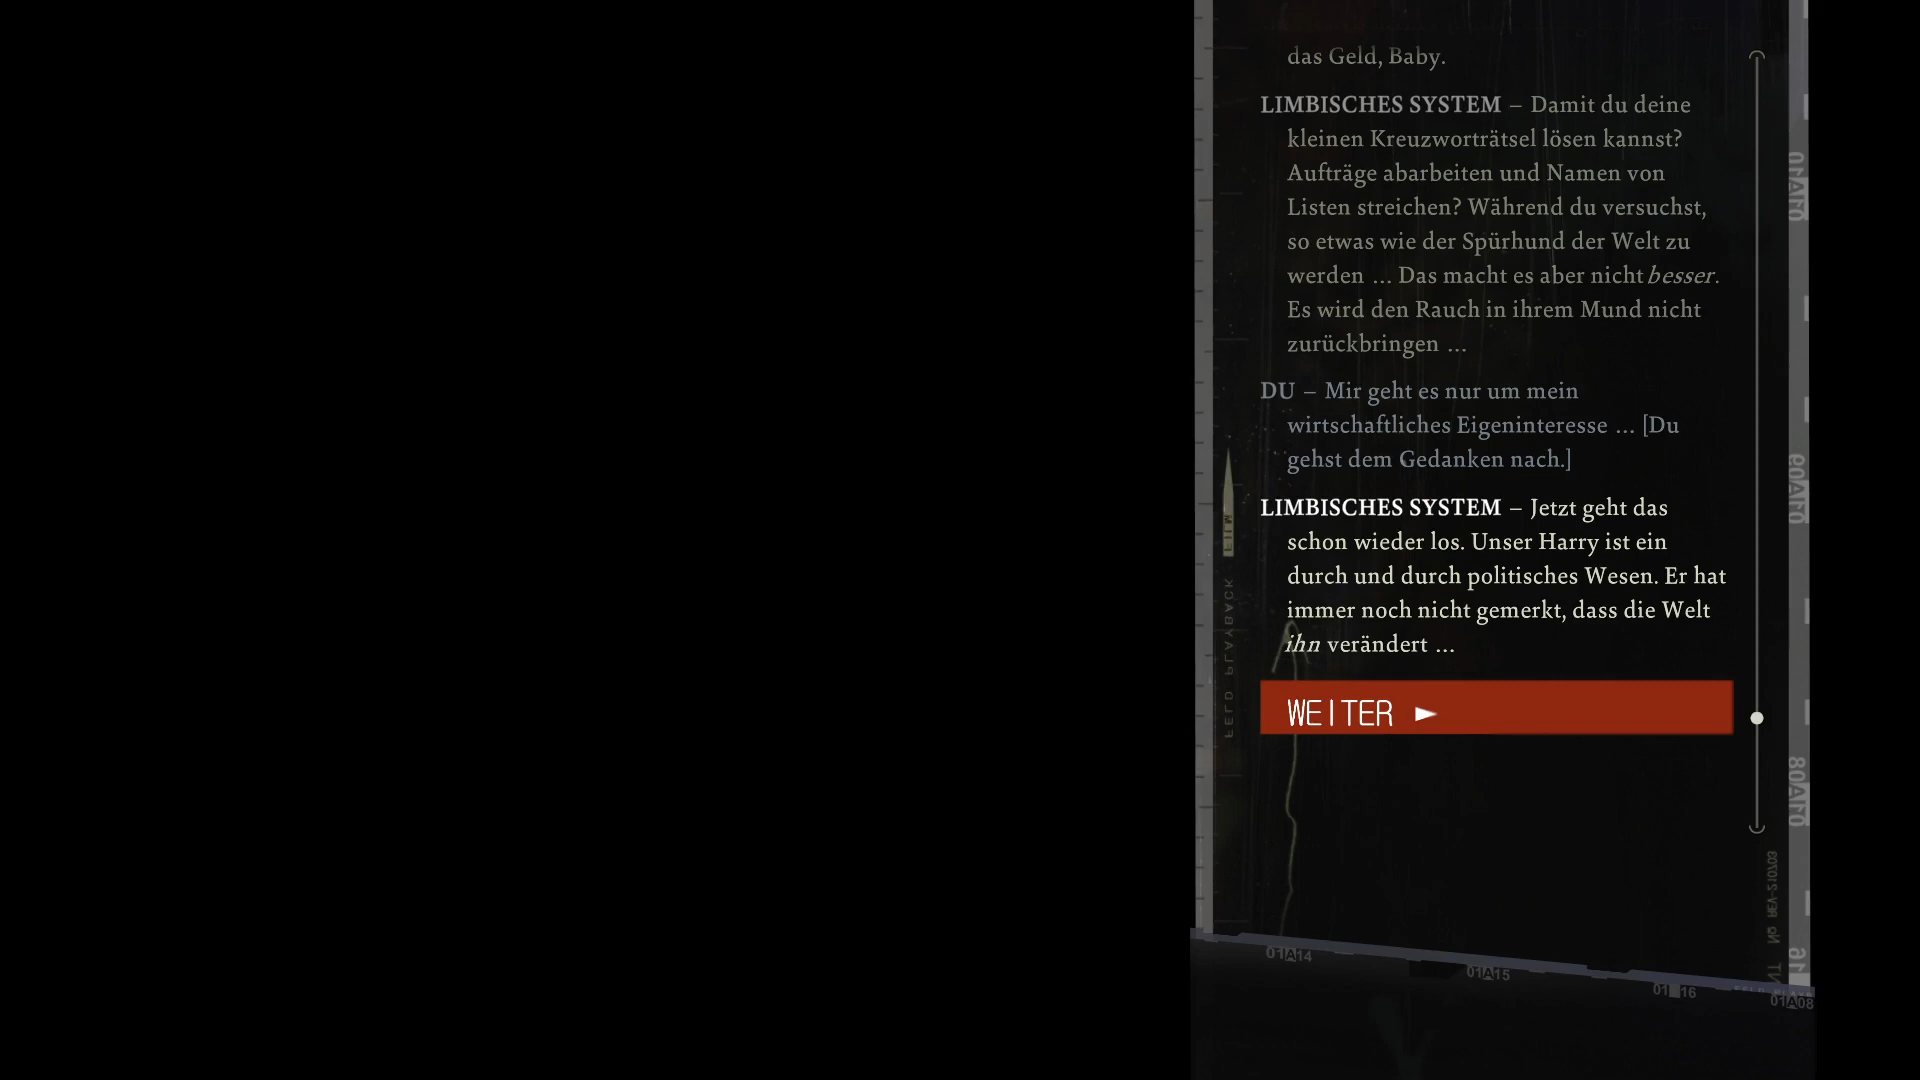 das Geld, Baby.
LIMBISCHES SYSTEM – Damit du deine
kleinen Kreuzworträtsel lösen kannst?
Aufträge abarbeiten und Namen von
Listen streichen? Während du versuchst,
so etwas wie der Spürhund der Welt zu
werden ... Das macht es aber nicht besser.
Es wird den Rauch in ihrem Mund nicht
zurückbringen ...
DU – Mir geht es nur um mein
wirtschaftliches Eigeninteresse ... [Du
gehst dem Gedanken nach.]
LIMBISCHES SYSTEM – Jetzt geht das
schon wieder los. Unser Harry ist ein
durch und durch politisches Wesen. Er hat
immer noch nicht gemerkt, dass die Welt
ihn verändert ...
WEITER
FELD PLAYBACK
01A14
01A15
01A08